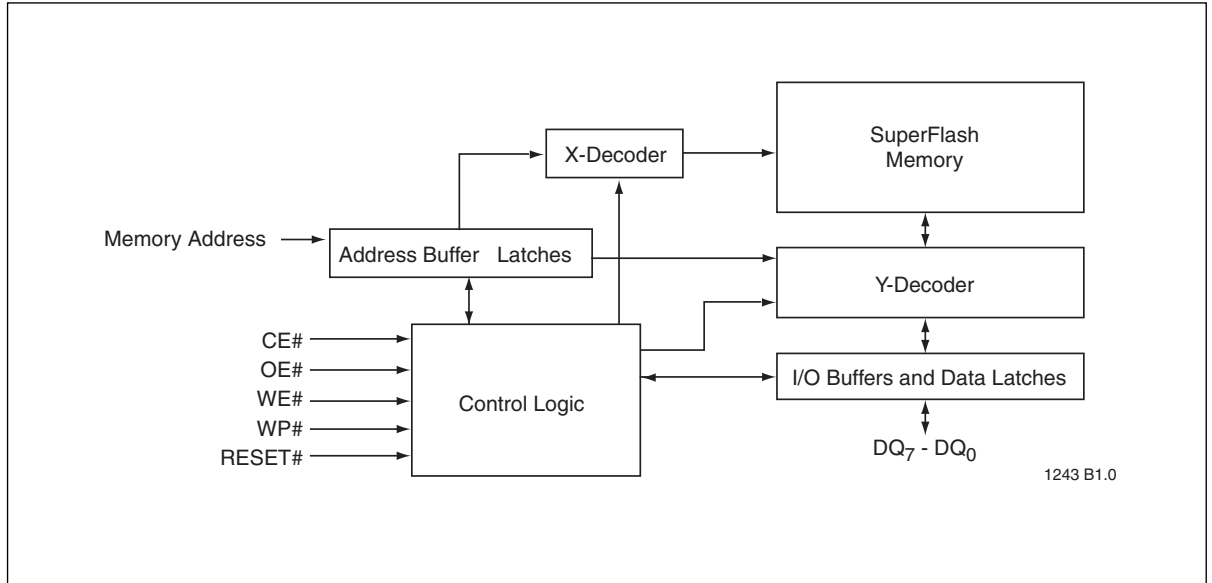 SuperFlash
Memory
X-Decoder
Memory Address
Address Buffer Latches
Y-Decoder
CE#
OE#
WE#
WP#
RESET#
Control Logic
I/O Buffers and Data Latches
DQ7 - DQ0
1243 B1.0